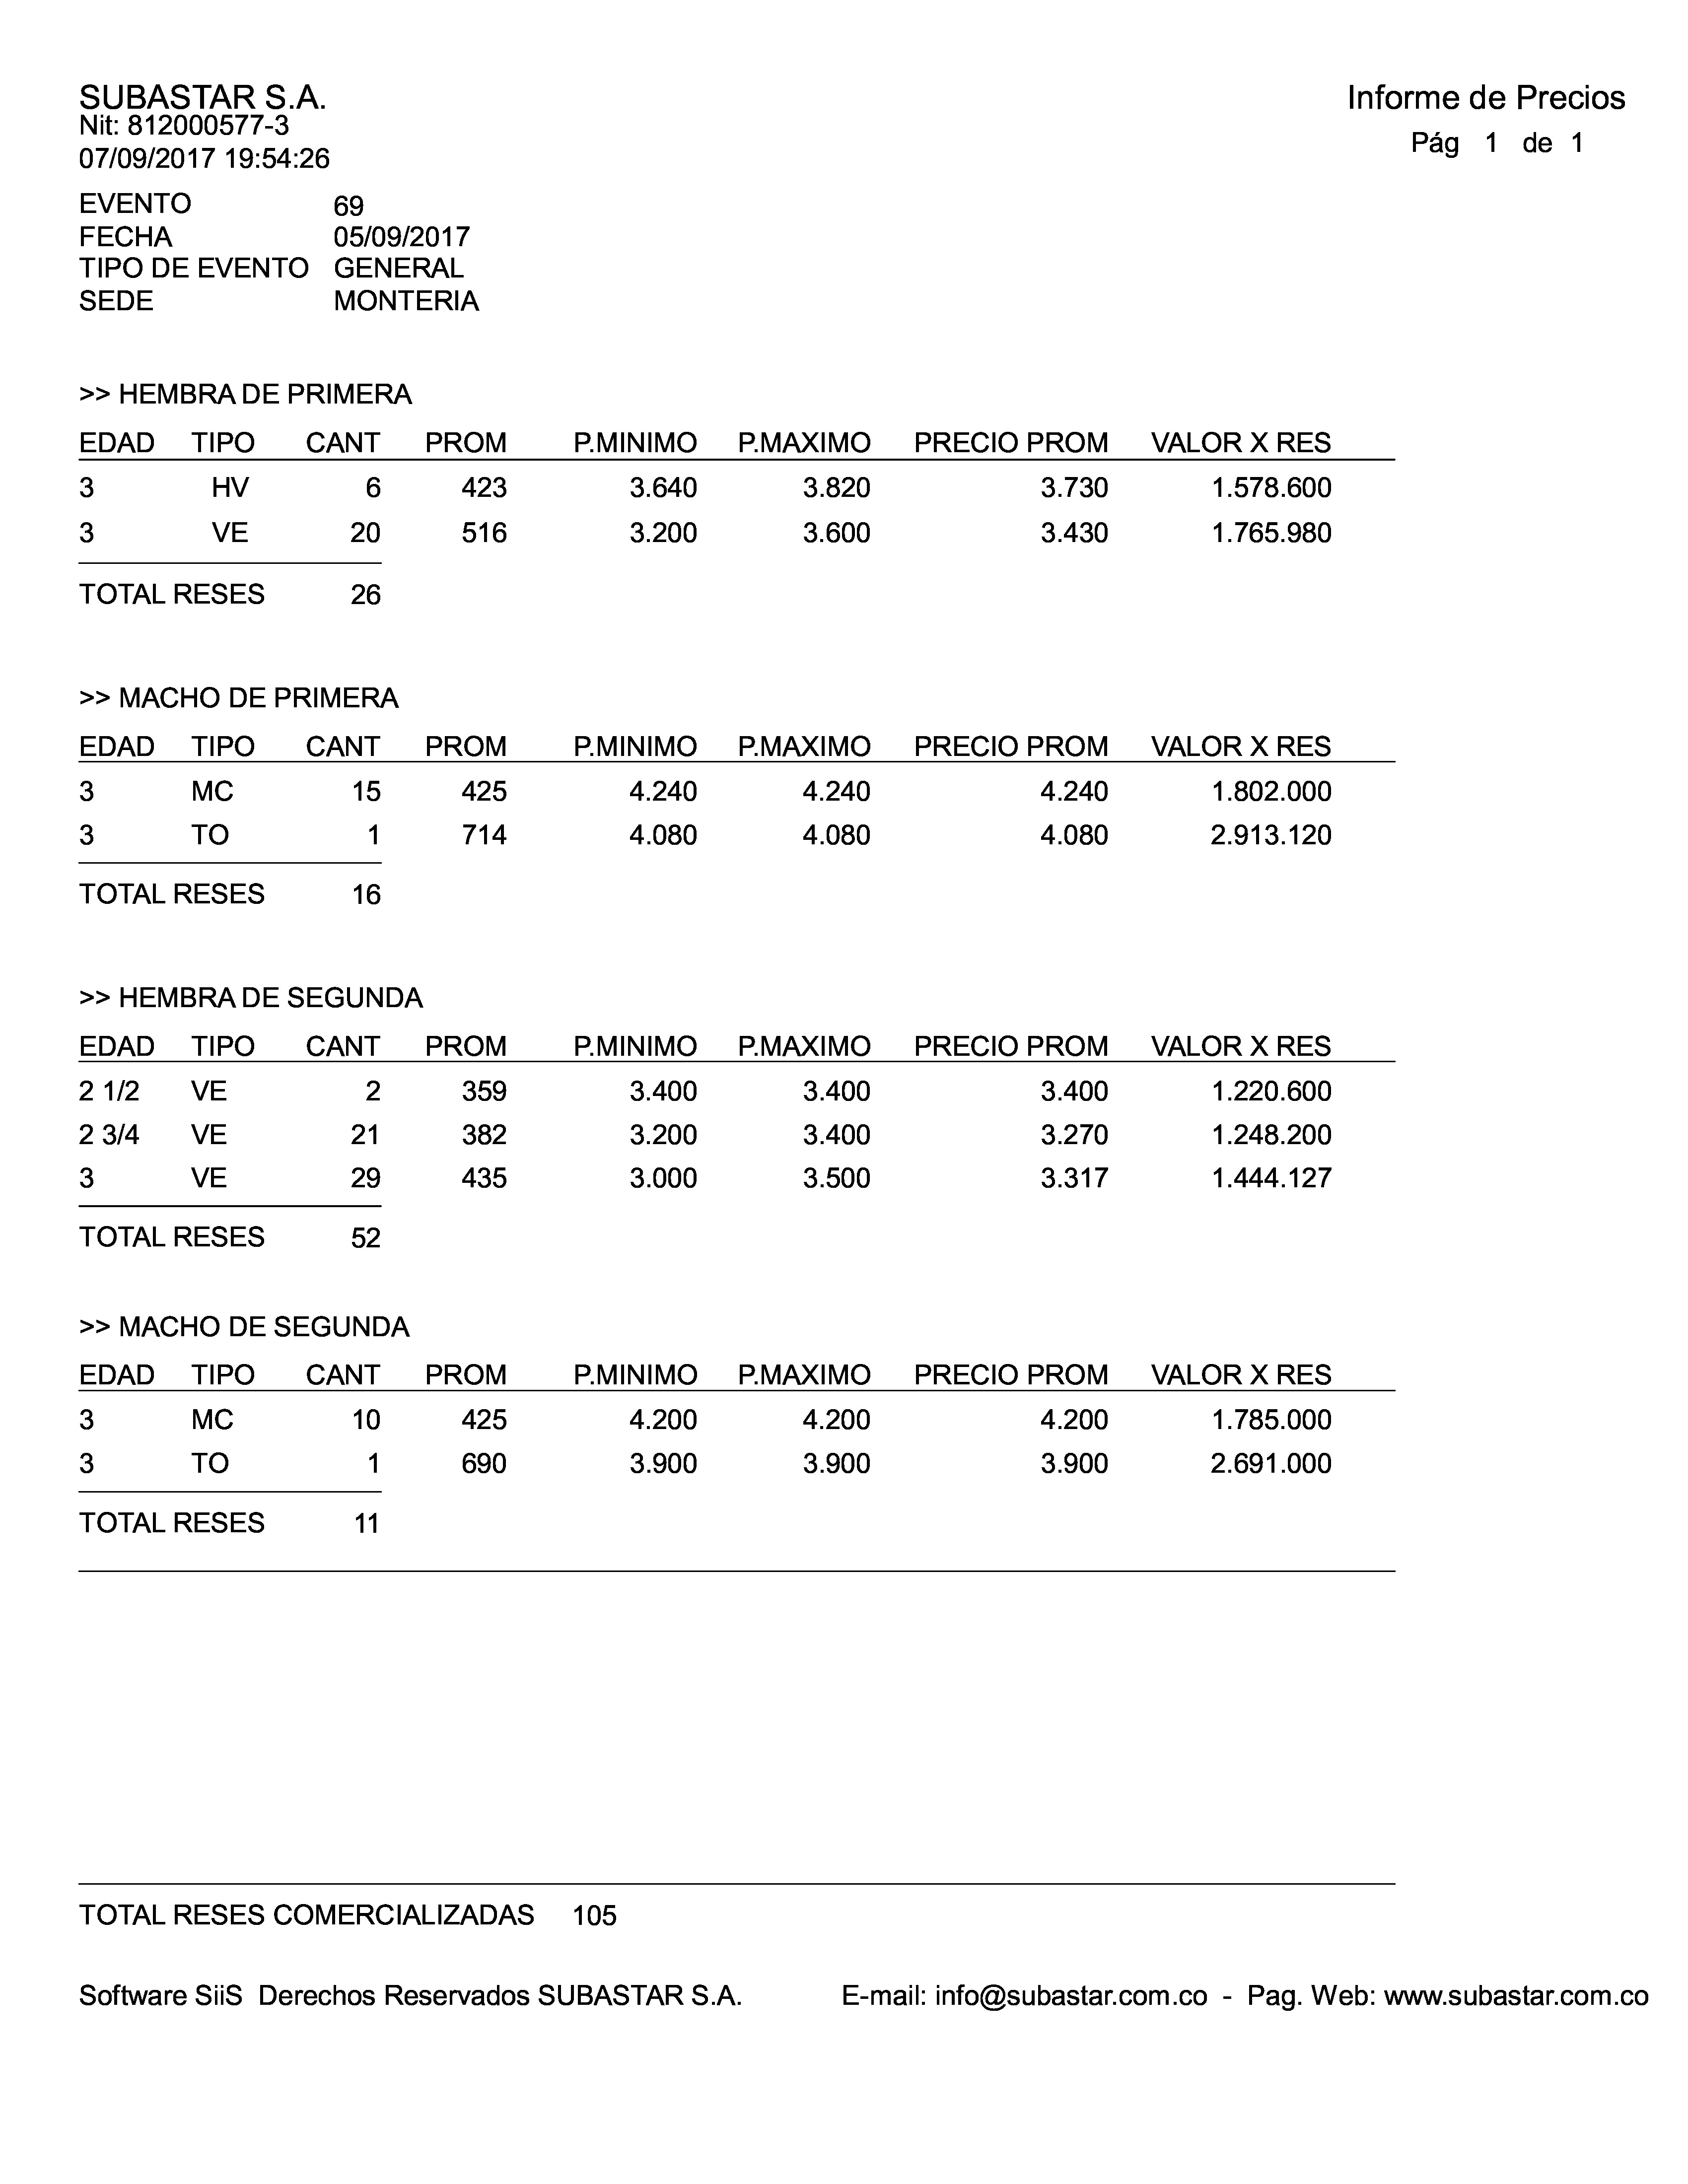 SUBASTAR S.A.
Informe de Precios
Nit: 812000577-3
Pág 1 de 1
07/09/2017 19:54:26
EVENTO 69
FECHA 05/09/2017
TIPO DE EVENTO GENERAL
SEDE MONTERIA
>> HEMBRA DE PRIMERA
EDAD TIPO CANT PROM P.MINIMO P.MAXIMO PRECIO PROM VALOR X RES
3 HV 6 423 3.640 3.820 3.730 1.578.600
3 VE 20 516 3.200 3.600 3.430 1.765.980
TOTAL RESES 26
>> MACHO DE PRIMERA
EDAD TIPO CANT PROM P.MINIMO P.MAXIMO PRECIO PROM VALOR X RES
3 MC 15 425 4.240 4.240 4.240 1.802.000
3 TO 1 714 4.080 4.080 4.080 2.913.120
TOTAL RESES 16
>> HEMBRA DE SEGUNDA
EDAD TIPO CANT PROM P.MINIMO P.MAXIMO PRECIO PROM VALOR X RES
2 1/2 VE 2 359 3.400 3.400 3.400 1.220.600
2 3/4 VE 21 382 3.200 3.400 3.270 1.248.200
3 VE 29 435 3.000 3.500 3.317 1.444.127
TOTAL RESES 52
>> MACHO DE SEGUNDA
EDAD TIPO CANT PROM P.MINIMO P.MAXIMO PRECIO PROM VALOR X RES
3 MC 10 425 4.200 4.200 4.200 1.785.000
3 TO 1 690 3.900 3.900 3.900 2.691.000
TOTAL RESES 11
TOTAL RESES COMERCIALIZADAS 105
Software SiiS Derechos Reservados SUBASTAR S.A. E-mail: info@subastar.com.co - Pag. Web: www.subastar.com.co